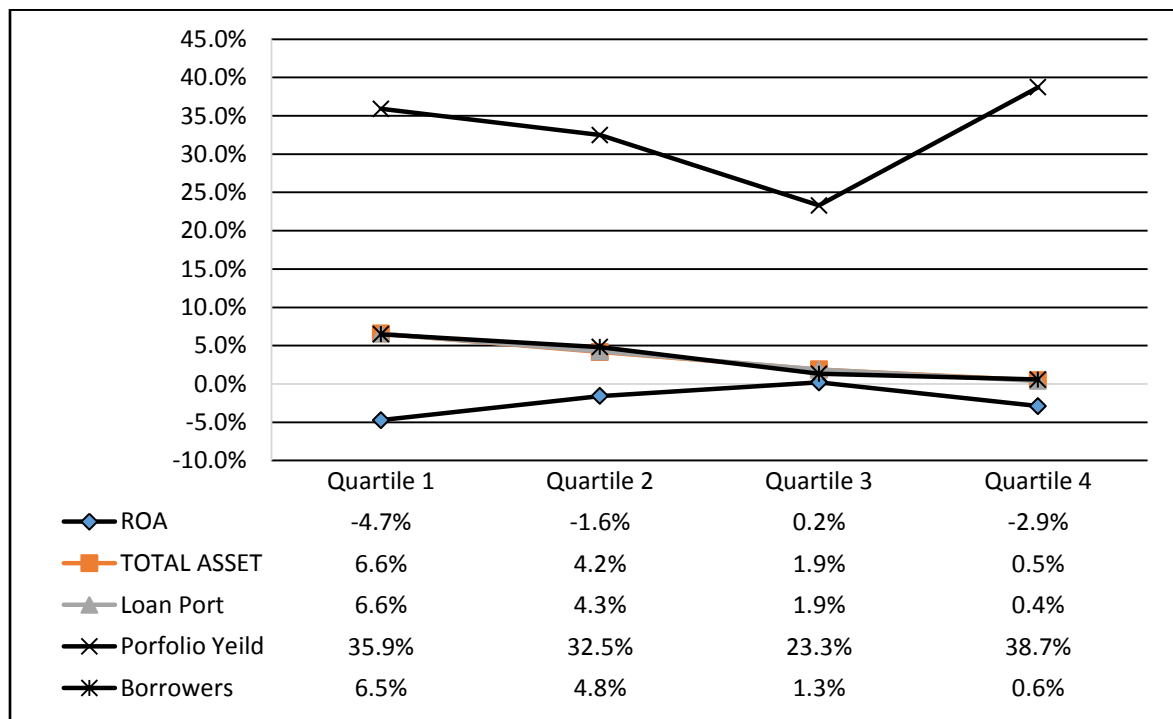 45.0%
40.0%
35.0%
30.0%
25.0%
20.0%
15.0%
10.0%
5.0%
0.0%
-5.0%
-10.0%
Quartile 1 Quartile 2 Quartile 3 Quartile 4
ROA -4.7% -1.6% 0.2% -2.9%
TOTAL ASSET 6.6% 4.2% 1.9% 0.5%
Loan Port 6.6% 4.3% 1.9% 0.4%
Porfolio Yeild 35.9% 32.5% 23.3% 38.7%
Borrowers 6.5% 4.8% 1.3% 0.6%